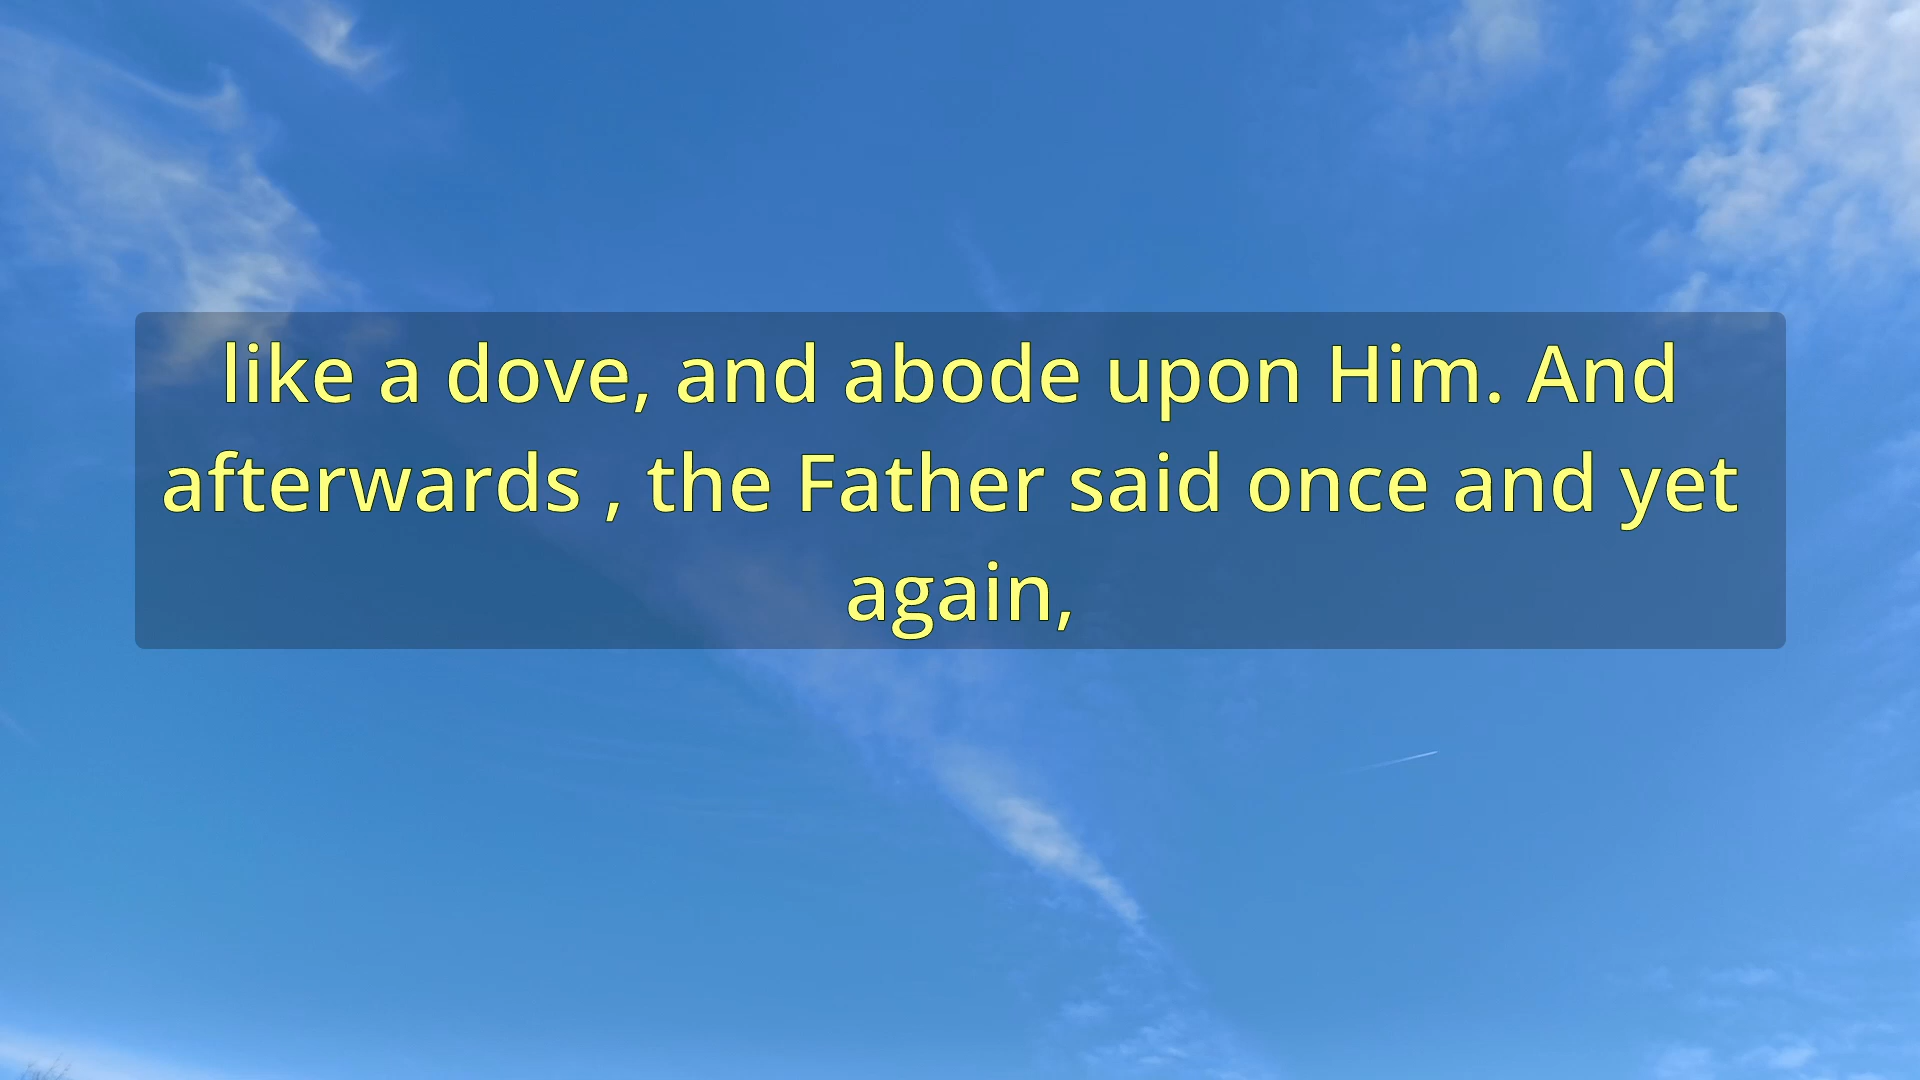 like a dove, and abode upon Him. And
afterwards , the Father said once and yet
again,